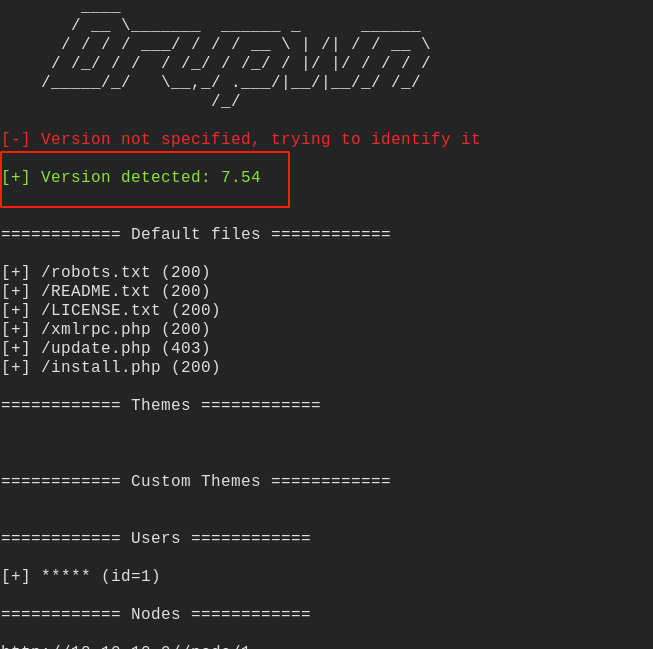 [-] Version not specified, trying to identify it
[+] Version detected: 7.54
============ Default files ============
[+] /robots.txt (200)
[+] /README.txt (200)
[+] /LICENSE.txt (200)
[+] /xmlrpc.php (200)
[+] /update.php (403)
[+] /install.php (200)
============ Themes ============
============ Custom Themes ============
============ Users ============
[+] ***** (id=1)
============ Nodes ============